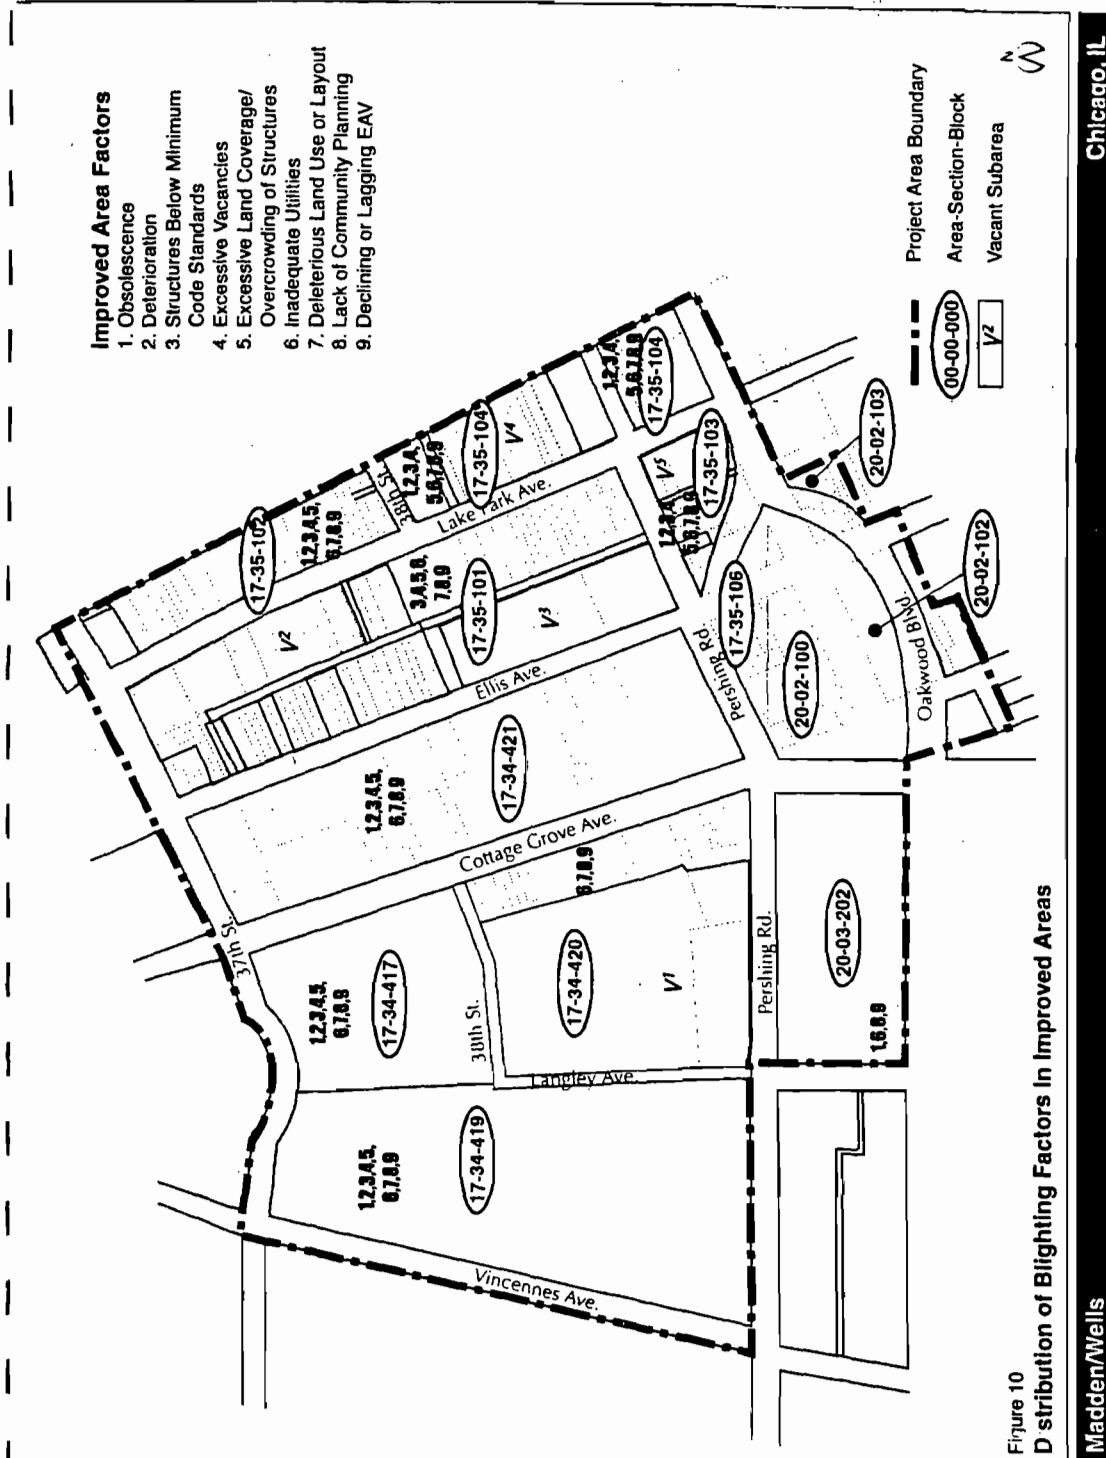 Improved Area Factors
1. Obsolescence
2. Deterioration
3. Structures Below Minimum
Code Standards
4. Excessive Vacancies
5. Excessive Land Coverage/
Overcrowding of Structures
6. Inadequate Utilities
7. Deleterious Land Use or Layout
8. Lack of Community Planning
9. Declining or Lagging EAV
37th St.
17-35-102
1,2,3,4,5,
6,7,8,9
38th St.
1,2,3,4,
5,6,7,8,9
17-35-104
V4
1,2,3,4,
5,6,7,8,9
17-35-104
Lake Park Ave.
V2
3,4,5,6,
7,8,9
17-35-101
V3
V5
17-35-103
1,2,3,4,
5,6,7,8,9
Ellis Ave.
17-35-106
Pershing Rd.
1,2,3,4,5,
6,7,8,9
17-34-421
20-02-100
Oakwood Blvd.
20-02-103
20-02-102
Cottage Grove Ave.
6,7,8,9
1,2,3,4,5,
6,7,8,9
17-34-417
38th St.
17-34-420
V1
Pershing Rd.
20-03-202
1,6,8,9
Langley Ave.
1,2,3,4,5,
6,7,8,9
17-34-419
Vincennes Ave.
N
Project Area Boundary
00-00-000
Area-Section-Block
V2
Vacant Subarea
Figure 10
D stribution of Blighting Factors In Improved Areas
Madden/Wells
Chicago, IL